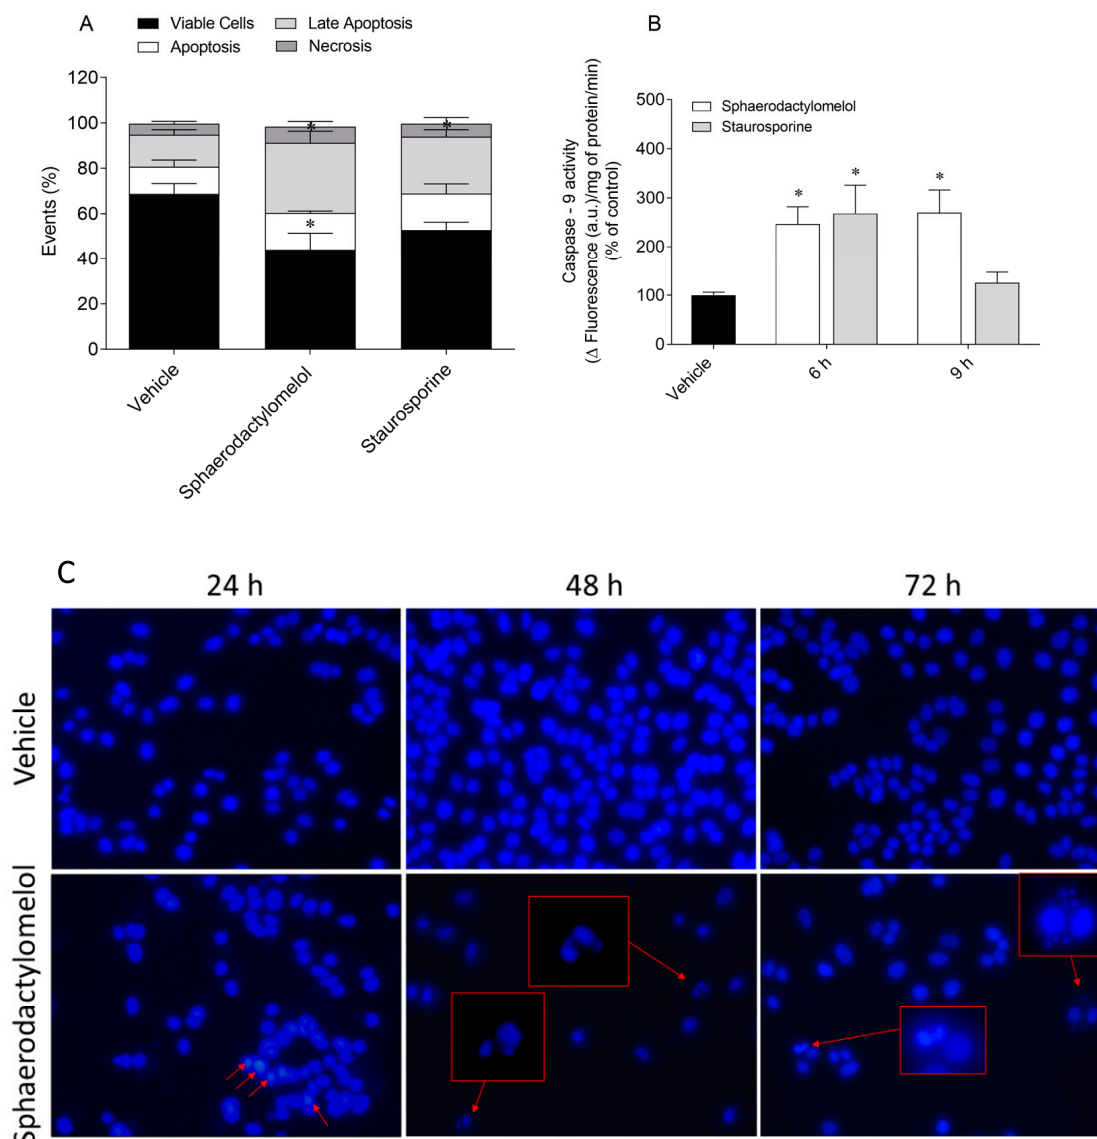 A
Viable Cells
Late Apoptosis
Apoptosis
Necrosis
120
100
80
60
40
20
0
Events (%)
*
*
*
Vehicle
Sphaerodactylomelol
Staurosporine
B
Sphaerodactylomelol
Staurosporine
500
400
300
200
100
0
Caspase - 9 activity
(Δ Fluorescence (a.u.)/mg of protein/min)
(% of control)
*
*
*
Vehicle
6 h
9 h
C
24 h
48 h
72 h
Vehicle
Sphaerodactylomelol